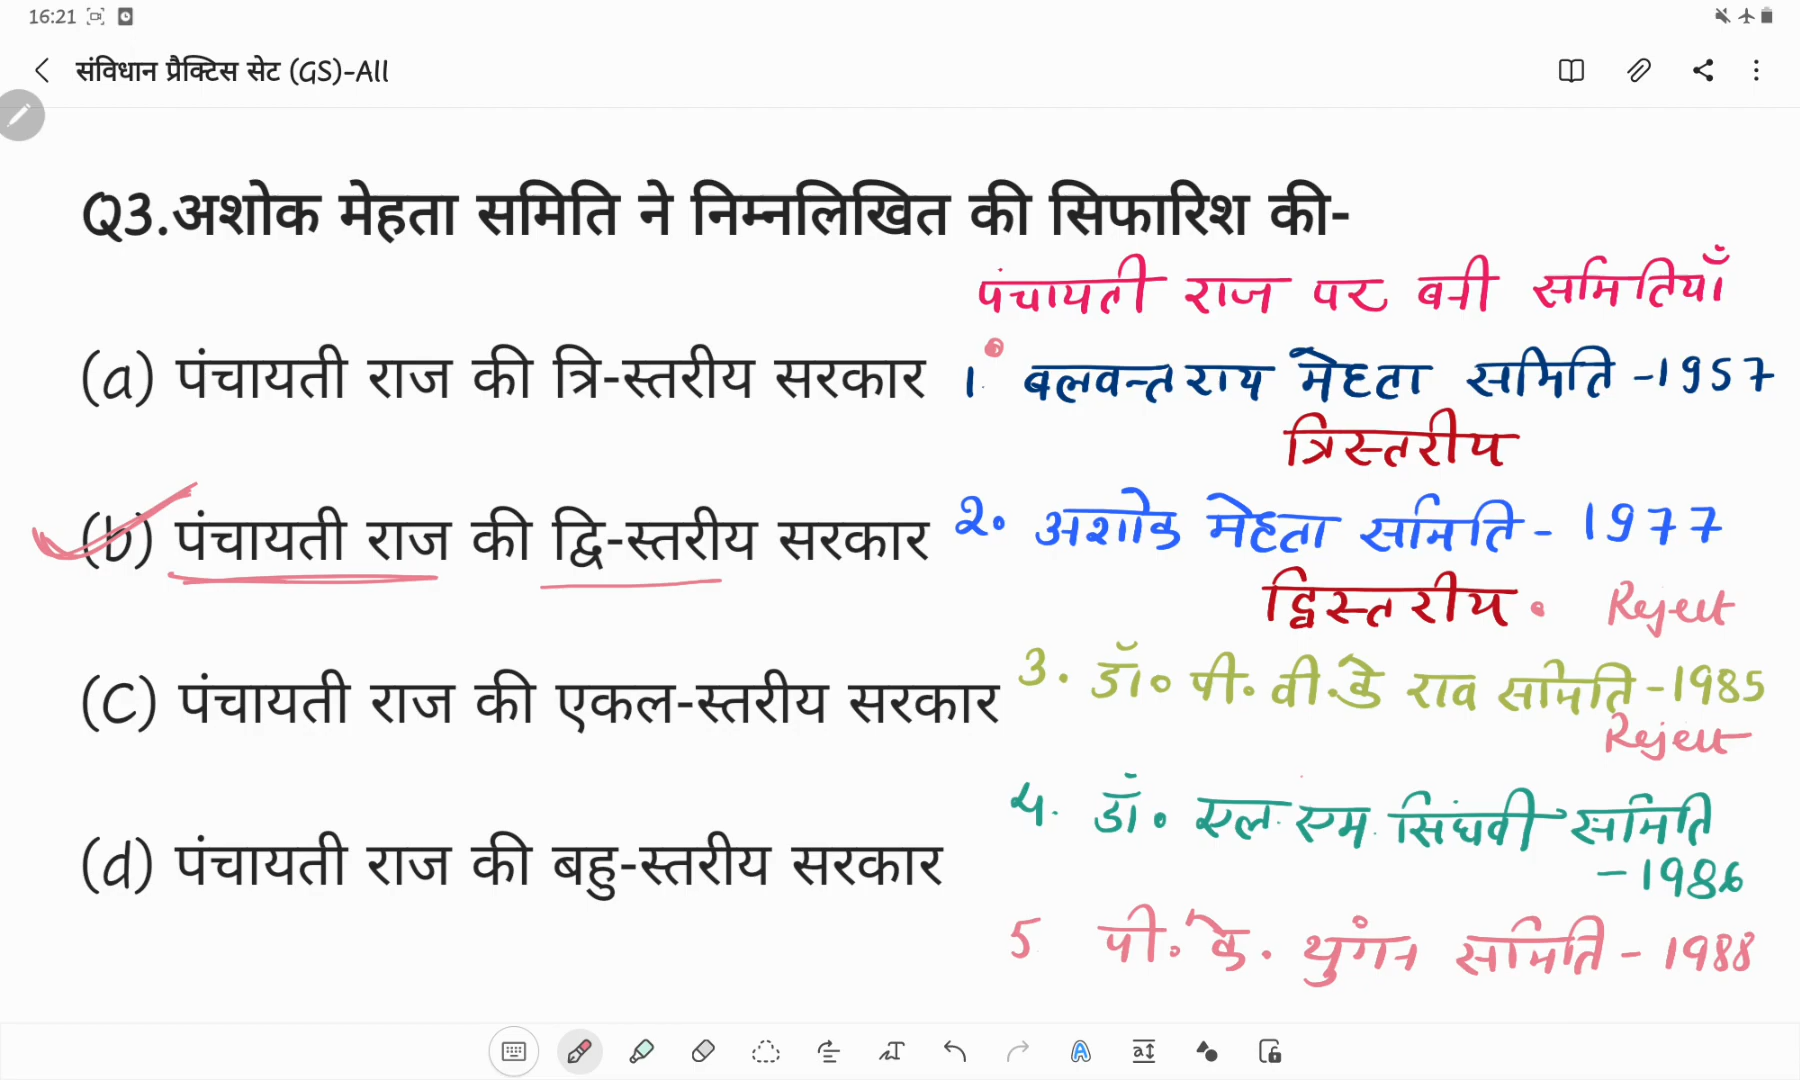 16:21
संविधान प्रैक्टिस सेट (GS)-All
Q3.अशोक मेहता समिति ने निम्नलिखित की सिफारिश की-
पंचायती राज पर बनी समितियाँ
(a) पंचायती राज की त्रि-स्तरीय सरकार
1. बलवन्त राय मेहता समिति -1957
त्रिस्तरीय
(b) पंचायती राज की द्वि-स्तरीय सरकार
2. अशोक मेहता समिति - 1977
द्विस्तरीय. Reject
(C) पंचायती राज की एकल-स्तरीय सरकार
3. डॉ. पी. वी. के राव समिति -1985
Reject
4. डॉ. एल. एम. सिंघवी समिति
-1986
(d) पंचायती राज की बहु-स्तरीय सरकार
5 पी. के. थुंगन समिति - 1988